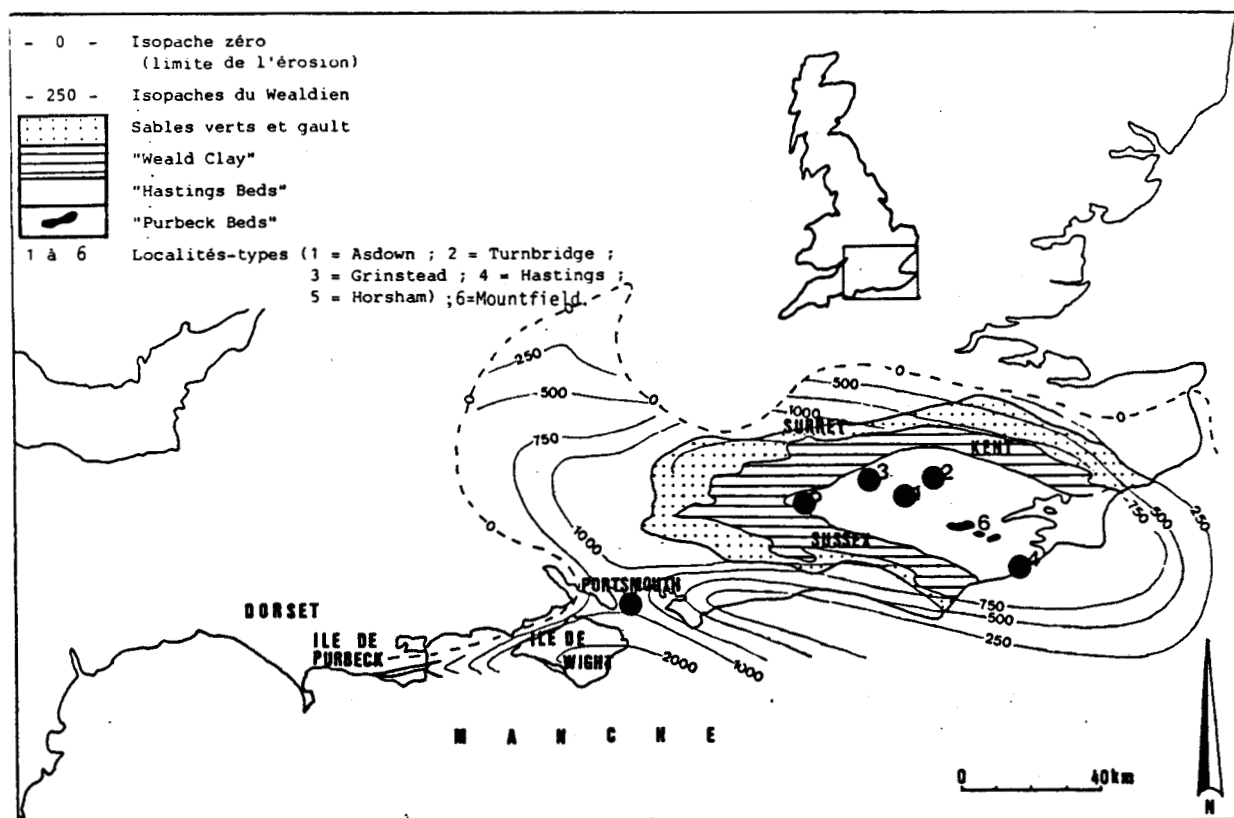 - 0 - Isopache zéro
(limite de l'érosion)
- 250 - Isopaches du Wealdien
Sables verts et gault
"Weald Clay"
"Hastings Beds"
"Purbeck Beds"
1 à 6 Localités-types (1 = Asdown ; 2 = Turnbridge ;
3 = Grinstead ; 4 = Hastings ;
5 = Horsham) ;6=Mountfield.
0
250
500
0
0
750
0
1000
500
0
0
1000
SURREY
KENT
3
2
1
6
4
SUSSEX
750
500
250
750
500
250
PORTSMOUTH
DORSET
ILE DE
PURBECK
ILE DE
WIGHT
2000
1000
MANCHE
0 40km
N